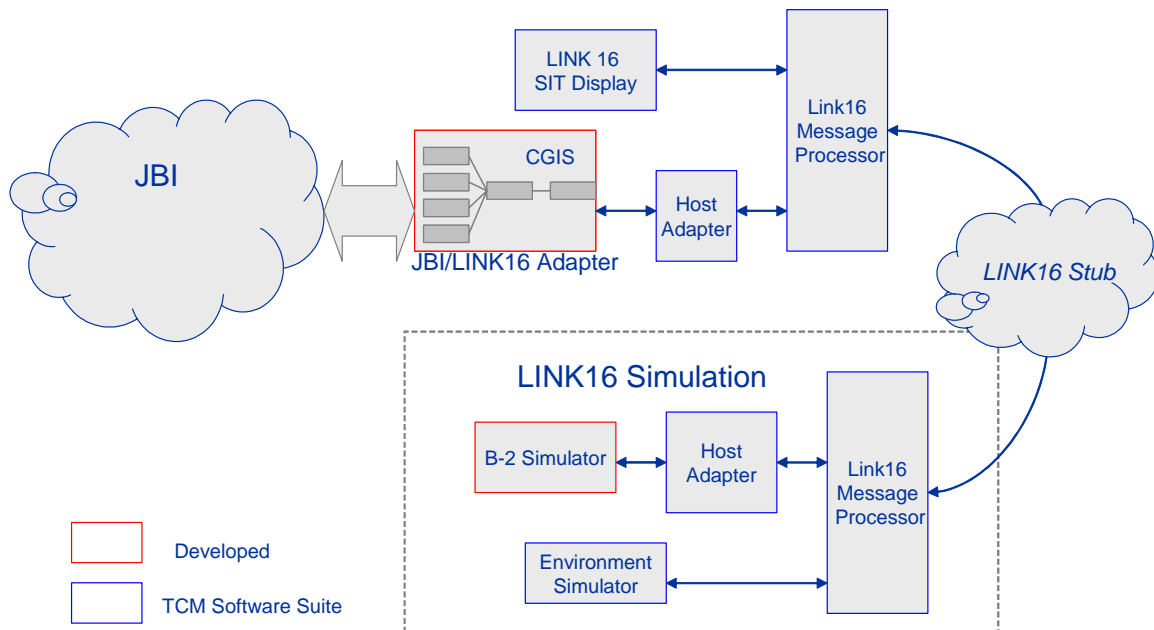 LINK 16
SIT Display
Link16
Message
Processor
JBI
CGIS
Host
Adapter
JBI/LINK16 Adapter
LINK16 Stub
LINK16 Simulation
B-2 Simulator
Host
Adapter
Link16
Message
Processor
Environment
Simulator
Developed
TCM Software Suite